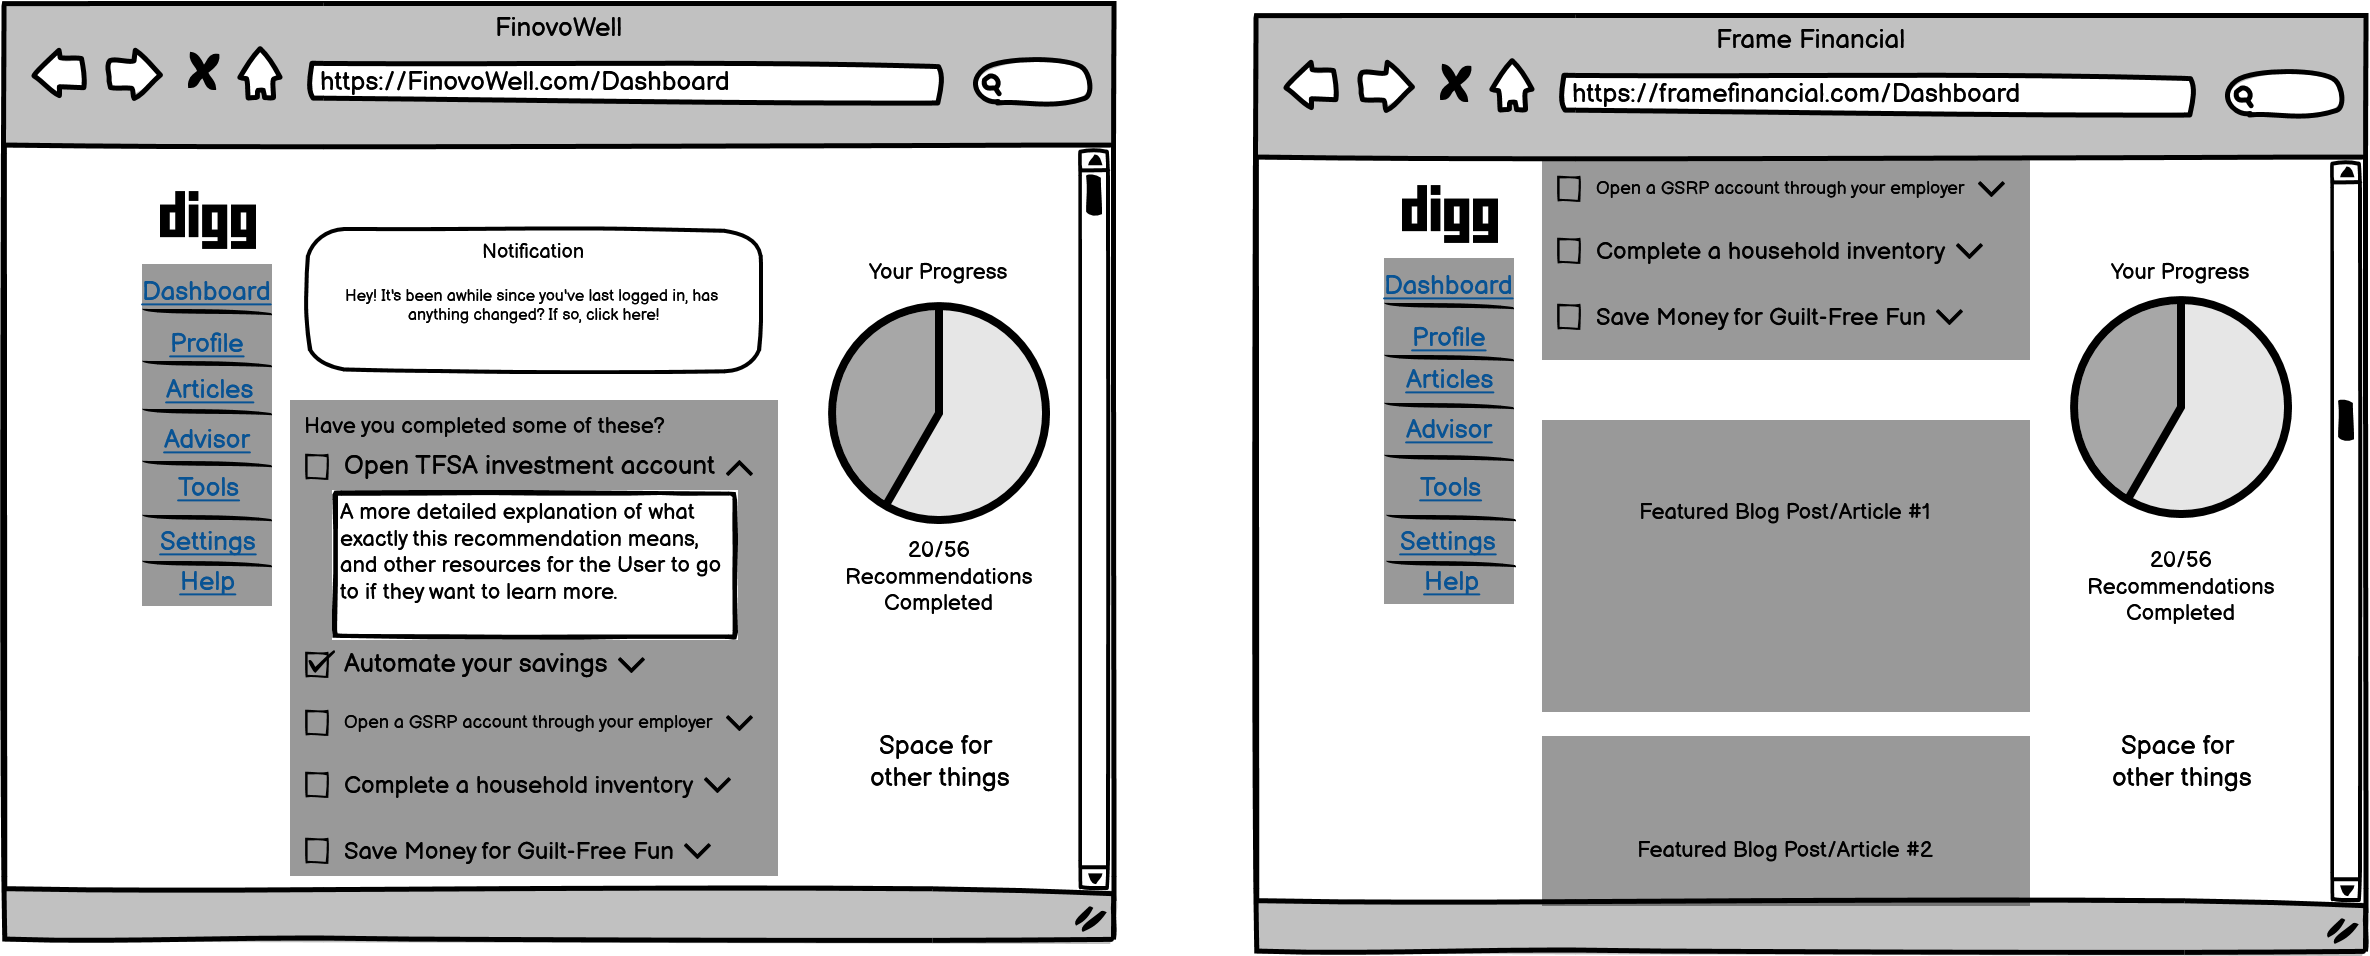 FinovoWell
https://FinovoWell.com/Dashboard
digg
Dashboard
Profile
Articles
Advisor
Tools
Settings
Help
Notification
Hey! It's been awhile since you've last logged in, has
anything changed? If so, click here!
Have you completed some of these?
Open TFSA investment account
A more detailed explanation of what
exactly this recommendation means,
and other resources for the User to go
to if they want to learn more.
Automate your savings
Open a GSRP account through your employer
Complete a household inventory
Save Money for Guilt-Free Fun
Your Progress
20/56
Recommendations
Completed
Space for
other things
Frame Financial
https://framefinancial.com/Dashboard
digg
Dashboard
Profile
Articles
Advisor
Tools
Settings
Help
Open a GSRP account through your employer
Complete a household inventory
Save Money for Guilt-Free Fun
Featured Blog Post/Article #1
Featured Blog Post/Article #2
Your Progress
20/56
Recommendations
Completed
Space for
other things